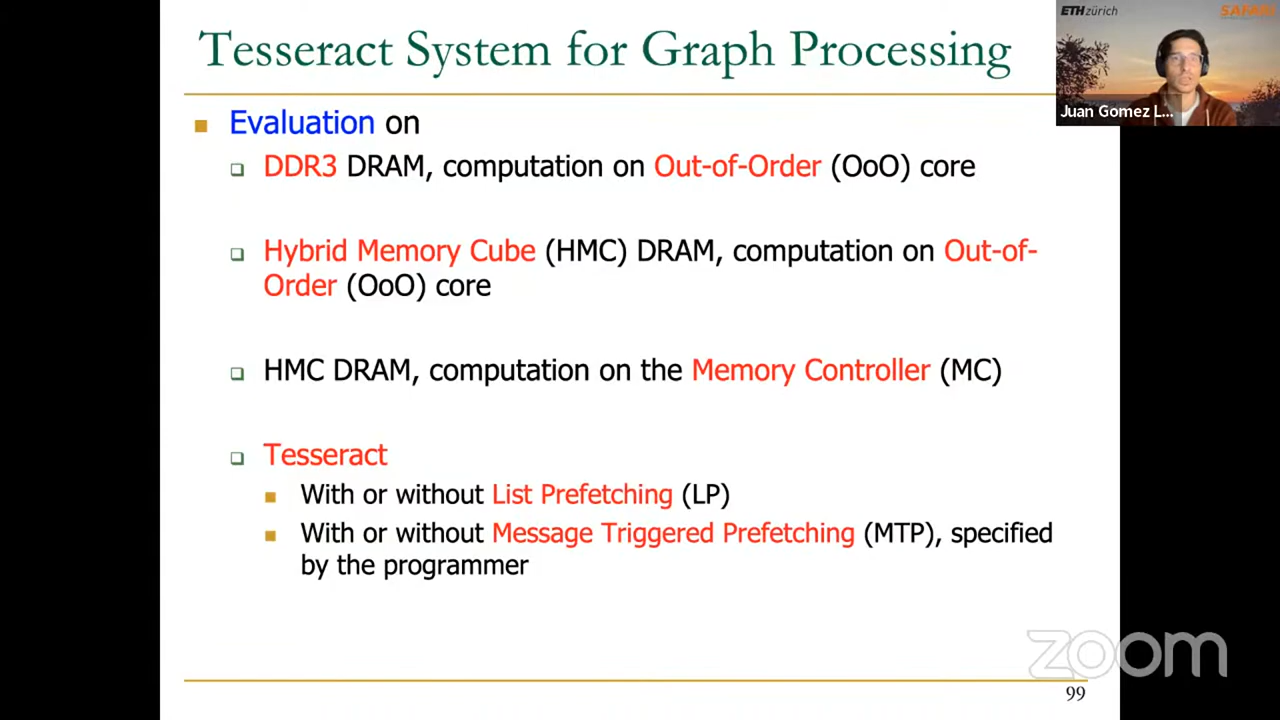 Tesseract System for Graph Processing
ETH zürich
SAFARI
Juan Gomez L...
Evaluation on
DDR3 DRAM, computation on Out-of-Order (OoO) core
Hybrid Memory Cube (HMC) DRAM, computation on Out-of-
Order (OoO) core
HMC DRAM, computation on the Memory Controller (MC)
Tesseract
With or without List Prefetching (LP)
With or without Message Triggered Prefetching (MTP), specified
by the programmer
zoom
99